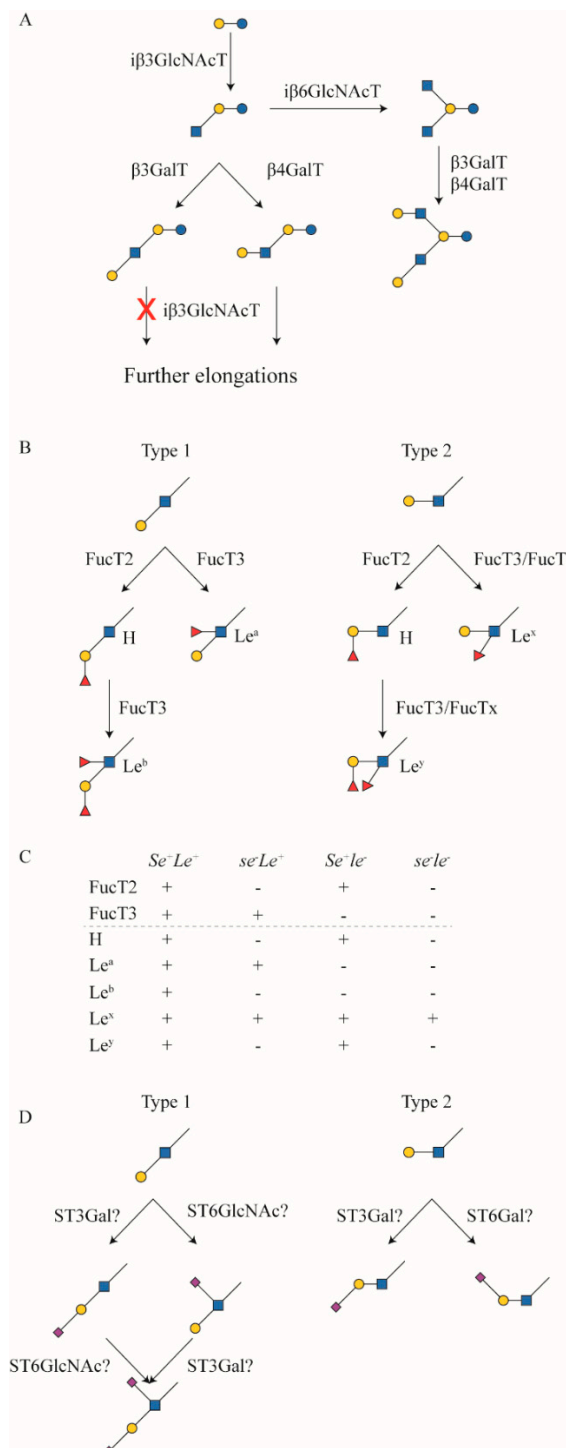 A
iβ3GlcNAcT
iβ6GlcNAcT
β3GalT β4GalT
β3GalT
β4GalT
iβ3GlcNAcT
Further elongations
B
Type 1 Type 2
FucT2 FucT3 FucT2 FucT3/FucT
H Leᵃ H Leˣ
FucT3 FucT3/FucTx
Leᵇ Leʸ
C
Se⁺Le⁺ se⁻Le⁺ Se⁺le⁻ se⁻le⁻
FucT2 + - + -
FucT3 + + - -
H + - + -
Leᵃ + + - -
Leᵇ + - - -
Leˣ + + + +
Leʸ + - + -
D
Type 1 Type 2
ST3Gal? ST6GlcNAc? ST3Gal? ST6Gal?
ST6GlcNAc? ST3Gal?